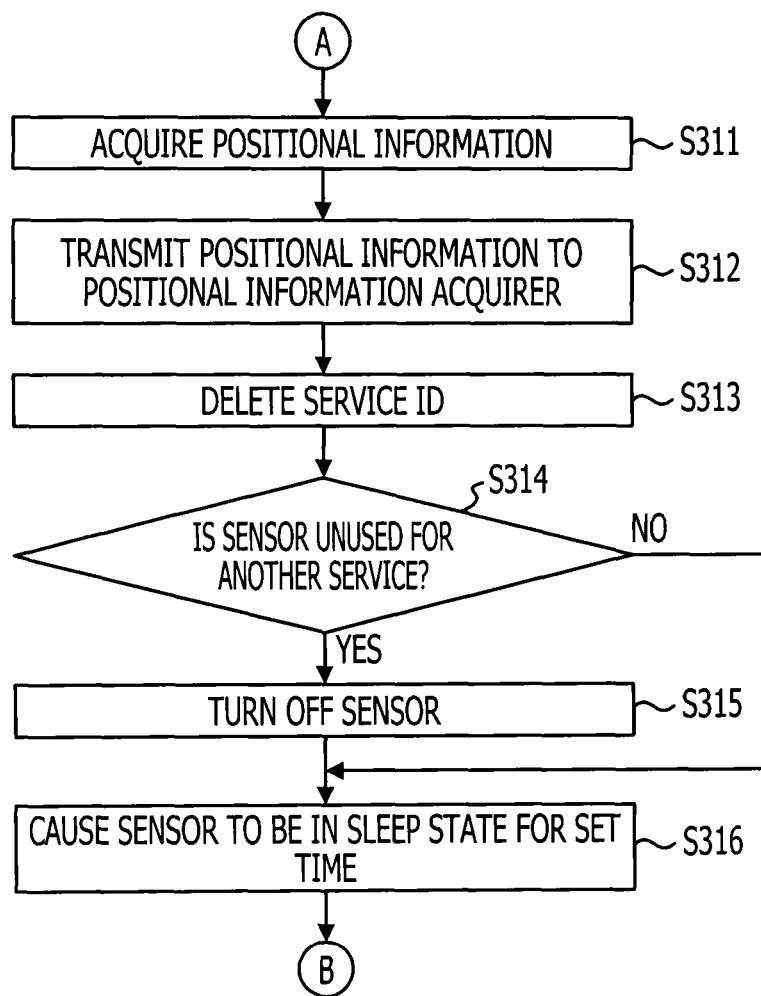 A
ACQUIRE POSITIONAL INFORMATION
S311
TRANSMIT POSITIONAL INFORMATION TO
POSITIONAL INFORMATION ACQUIRER
S312
DELETE SERVICE ID
S313
S314
IS SENSOR UNUSED FOR
ANOTHER SERVICE?
NO
YES
TURN OFF SENSOR
S315
CAUSE SENSOR TO BE IN SLEEP STATE FOR SET
TIME
S316
B